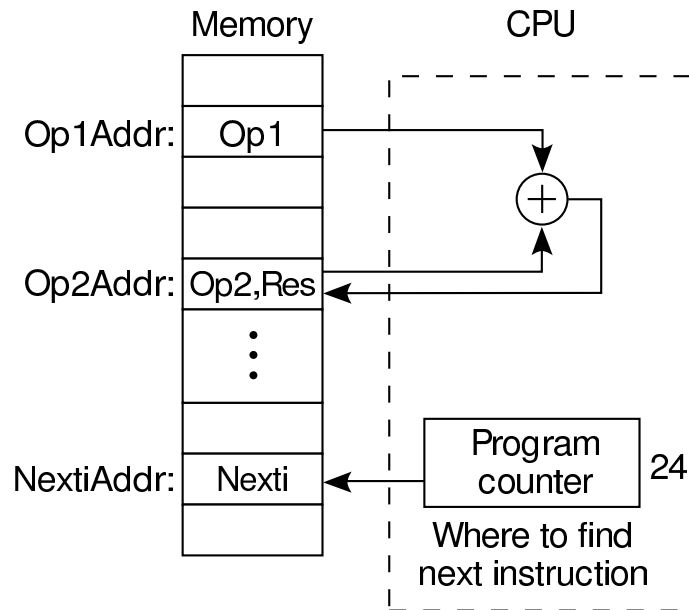 Memory
CPU
Op1Addr:
Op1
+
Op2Addr:
Op2,Res
NextiAddr:
Nexti
Program
counter
24
Where to find
next instruction